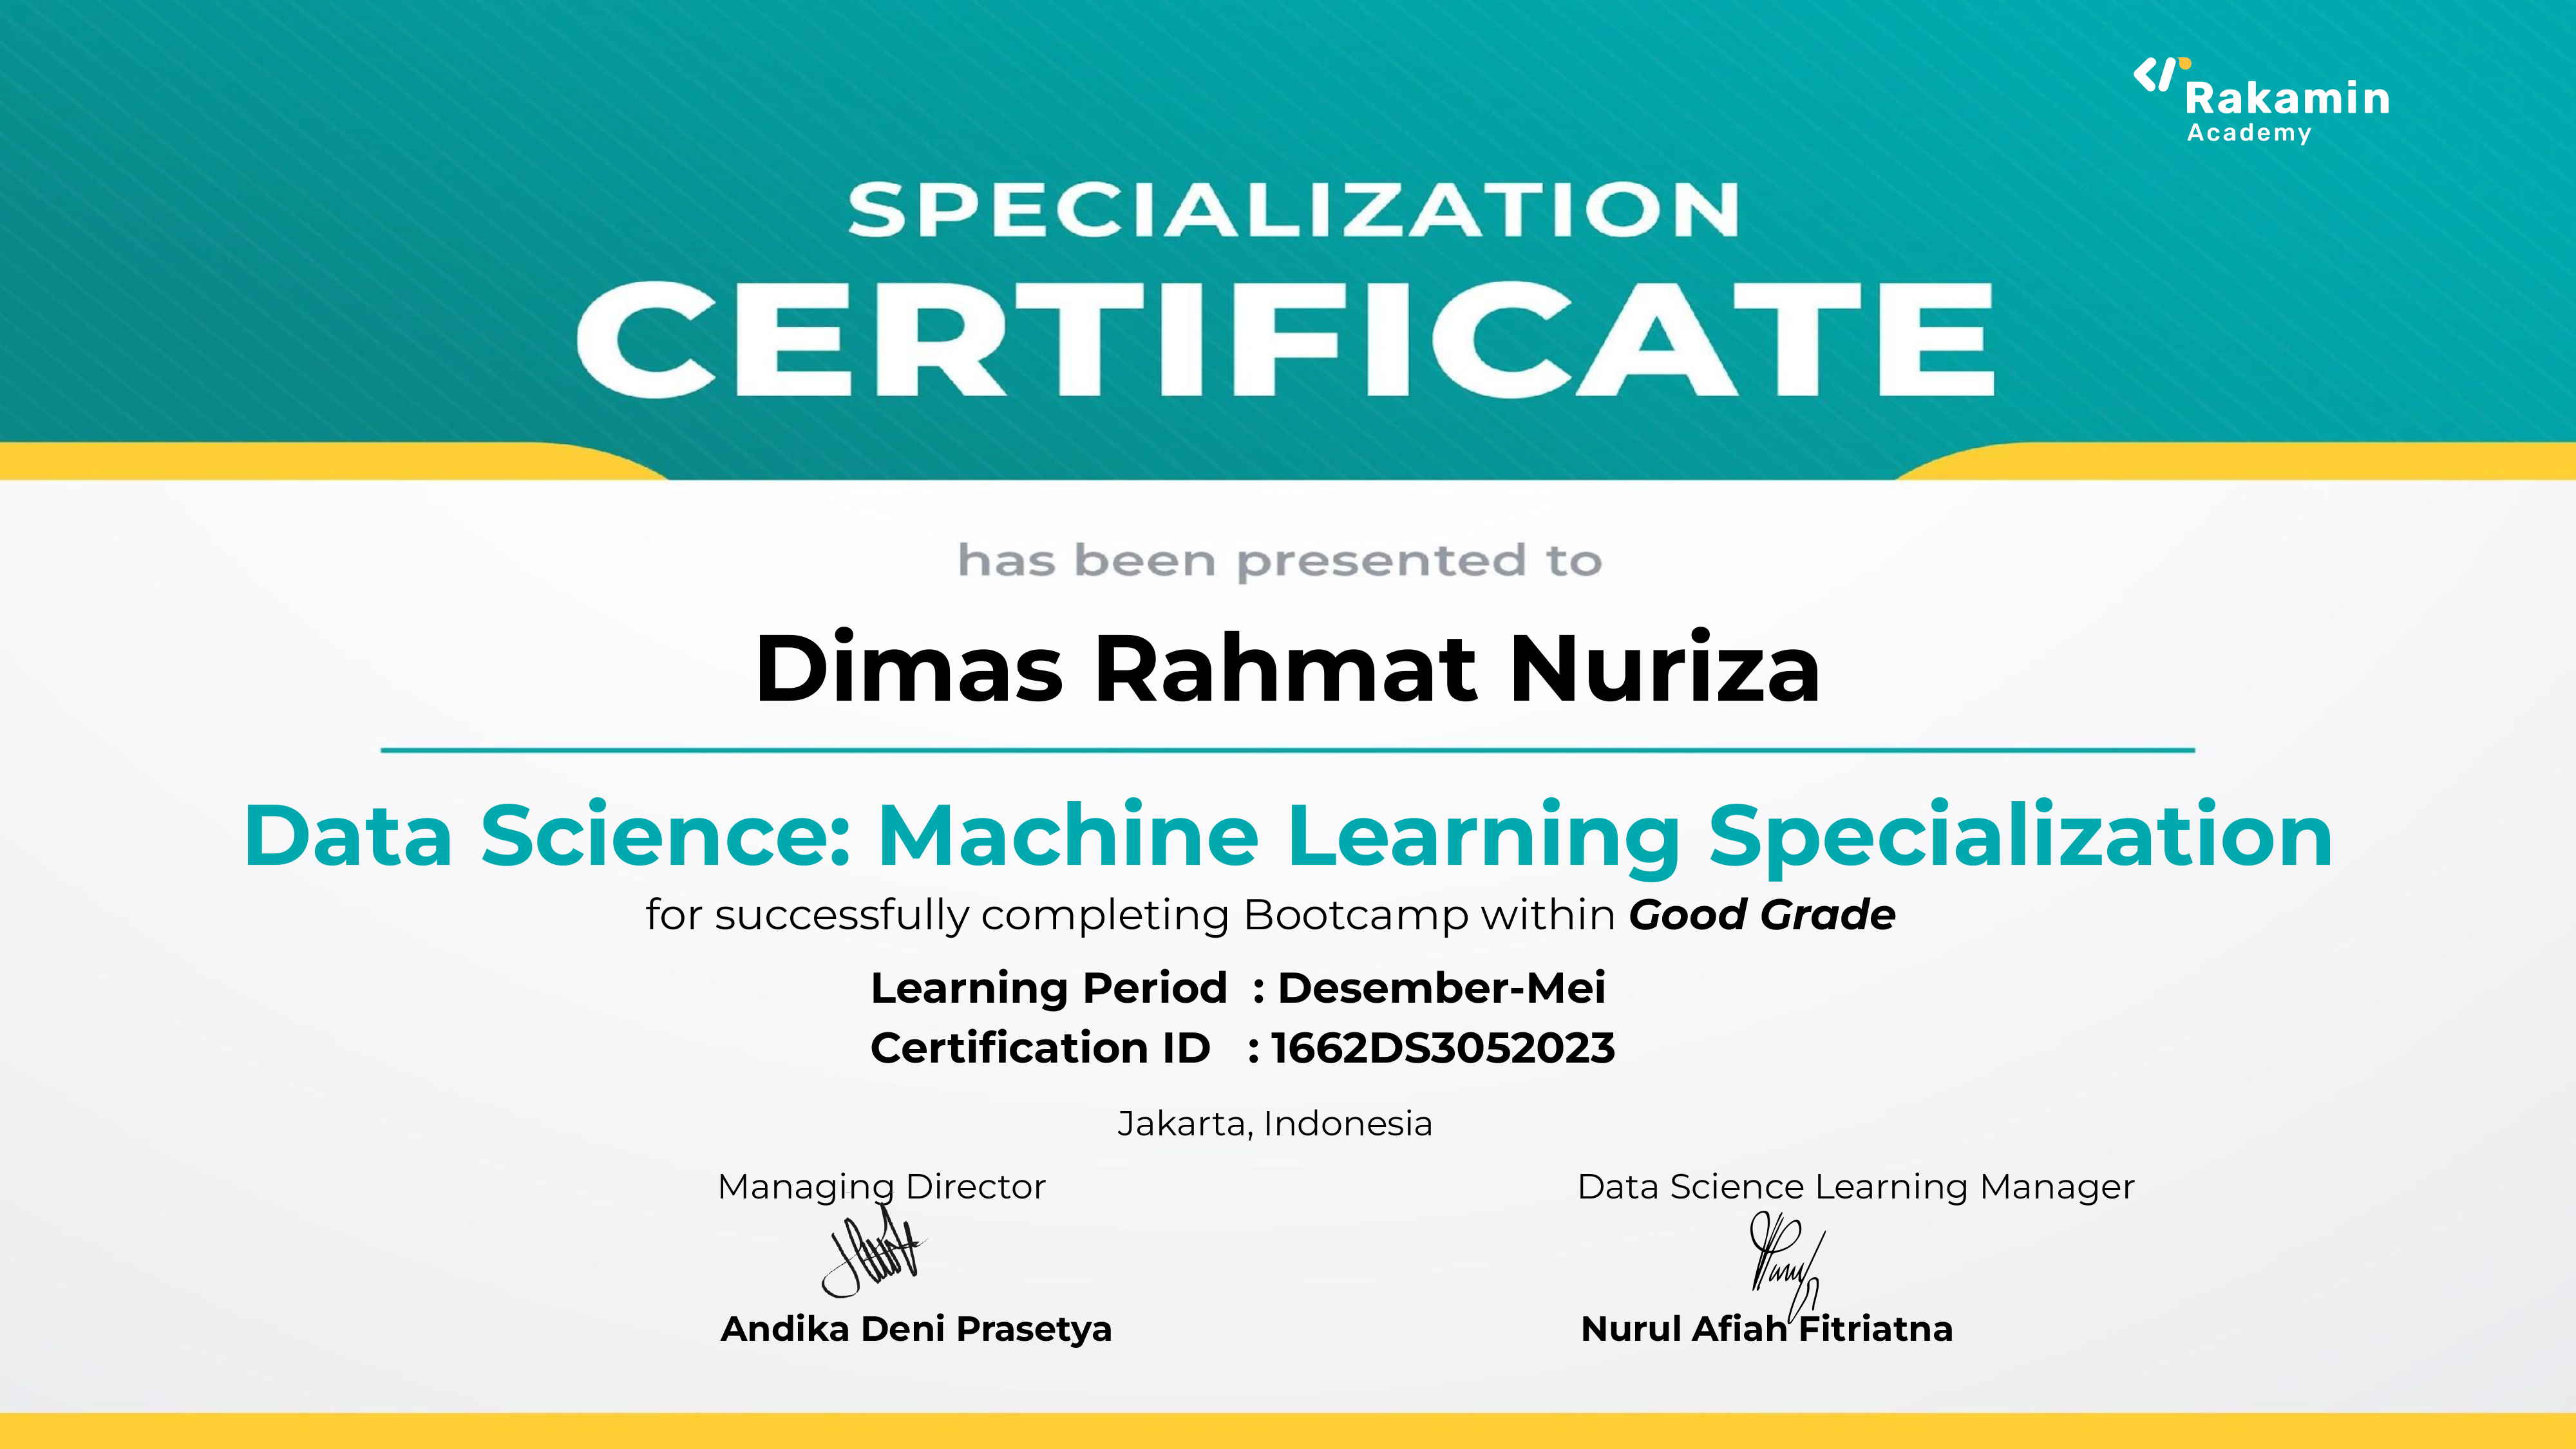 Rakamin
Academy
SPECIALIZATION
CERTIFICATE
has been presented to
Dimas Rahmat Nuriza
Data Science: Machine Learning Specialization
for successfully completing Bootcamp within Good Grade
Learning Period : Desember-Mei
Certification ID : 1662DS3052023
Jakarta, Indonesia
Managing Director
Data Science Learning Manager
Andika Deni Prasetya
Nurul Afiah Fitriatna